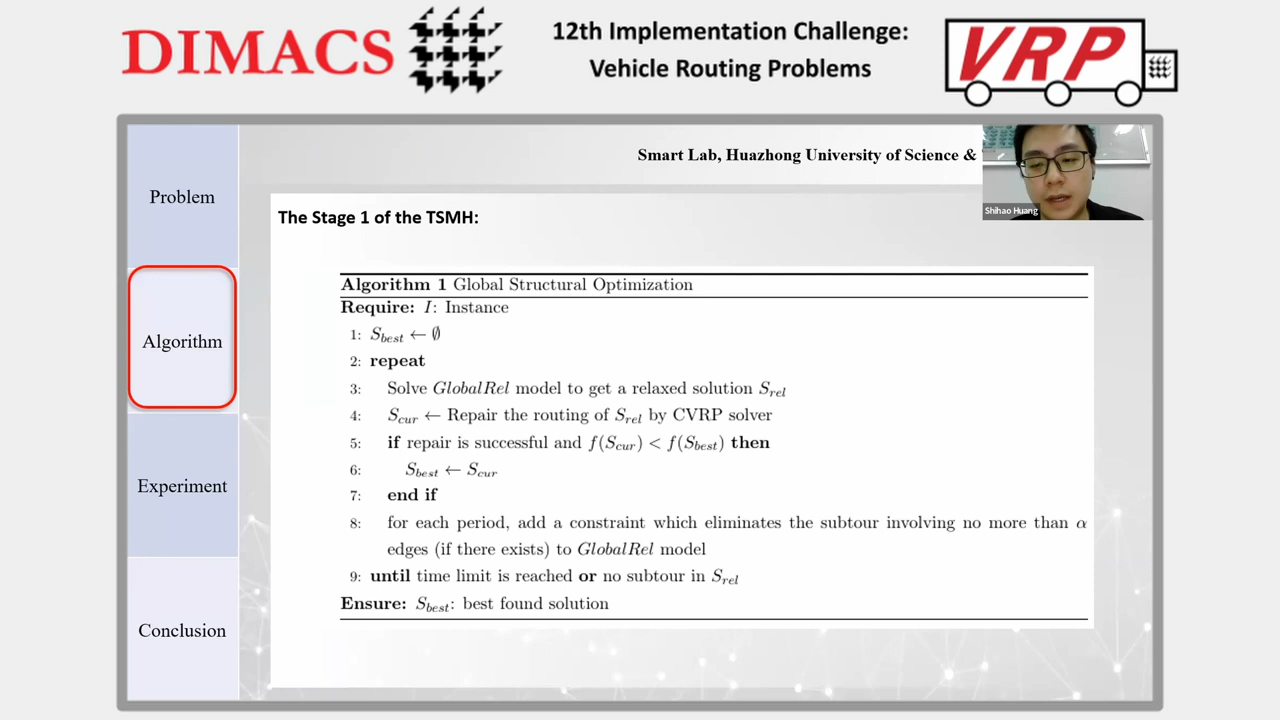 DIMACS
12th Implementation Challenge:
Vehicle Routing Problems
VRP
Smart Lab, Huazhong University of Science &
Shihao Huang
Problem
Algorithm
Experiment
Conclusion
The Stage 1 of the TSMH:
Algorithm 1 Global Structural Optimization
Require: I: Instance
1: S_best ← ∅
2: repeat
3: Solve GlobalRel model to get a relaxed solution S_rel
4: S_cur ← Repair the routing of S_rel by CVRP solver
5: if repair is successful and f(S_cur) < f(S_best) then
6: S_best ← S_cur
7: end if
8: for each period, add a constraint which eliminates the subtour involving no more than α
edges (if there exists) to GlobalRel model
9: until time limit is reached or no subtour in S_rel
Ensure: S_best: best found solution